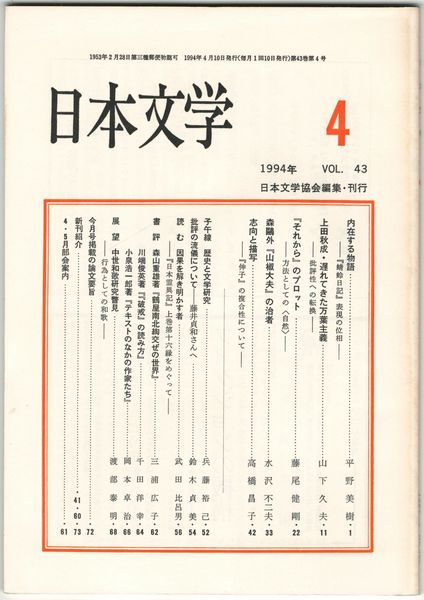 1953年2月28日第三種郵便物認可 1994年4月10日発行(毎月1回10日発行)第43巻第4号
日本文学
4
1994年 VOL. 43
日本文学協会編集・刊行
内在する物語……平野美樹・1
――『蜻蛉日記』表現の位相――
上田秋成・遅れてきた万葉主義……山下久夫・11
――批評性への転換――
『それから』のプロット……藤尾健剛・22
――方法としての〈自然〉――
森鷗外『山椒大夫』の治者……水沢不二夫・33
志向と描写……高橋昌子・42
――『伸子』の複合性について――
子午線 歴史と文学研究……兵藤裕己・52
批評の流儀について――藤井貞和さんへ……鈴木貞美・54
読む 因果を解き明かす者……武田比呂男・56
――『日本霊異記』上巻第十六縁をめぐって――
書評 森山重雄著『鶴屋南北綯交ぜの世界』……三浦広子・62
川端俊英著『『破戒』の読み方』……千田洋幸・64
小泉浩一郎著『テキストのなかの作家たち』……岡本卓治・66
展望 中世和歌研究瞥見……渡部泰明・68
――行為としての和歌――
新刊紹介……・41・60・73
今月号掲載の論文要旨……72
4・5月部会案内……・61